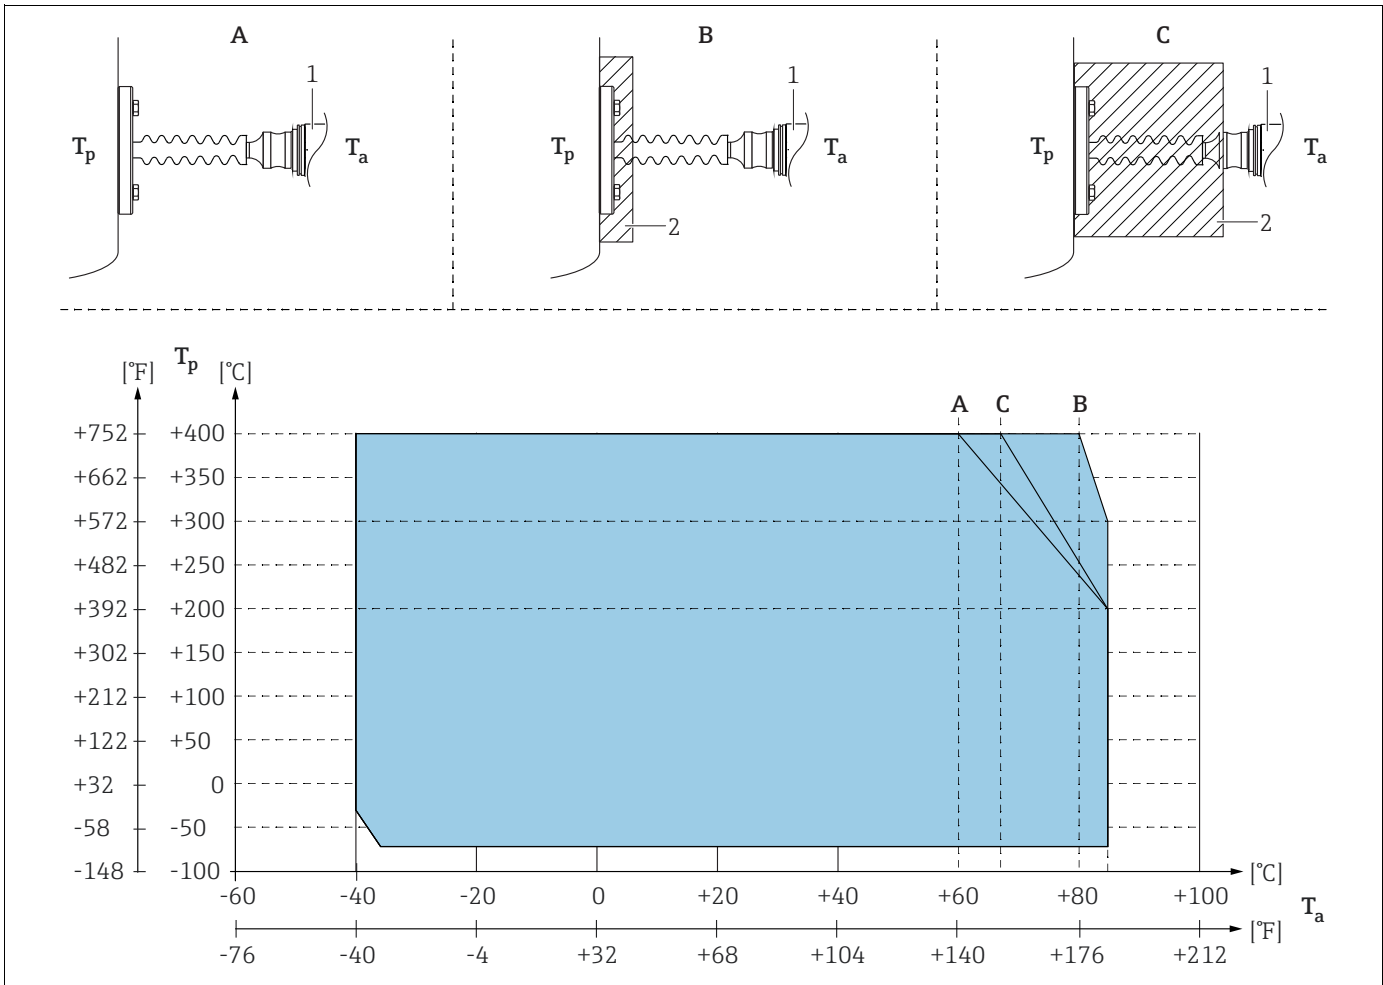 A B C
1 1 1
Tp Ta Tp Ta Tp Ta
2 2 2
[°F] Tp [°C]
A C B
+752 +400
+662 +350
+572 +300
+482 +250
+392 +200
+302 +150
+212 +100
+122 +50
+32 0
-58 -50
-148 -100
[°C]
-60 -40 -20 0 +20 +40 +60 +80 +100
Ta
[°F]
-76 -40 -4 +32 +68 +104 +140 +176 +212